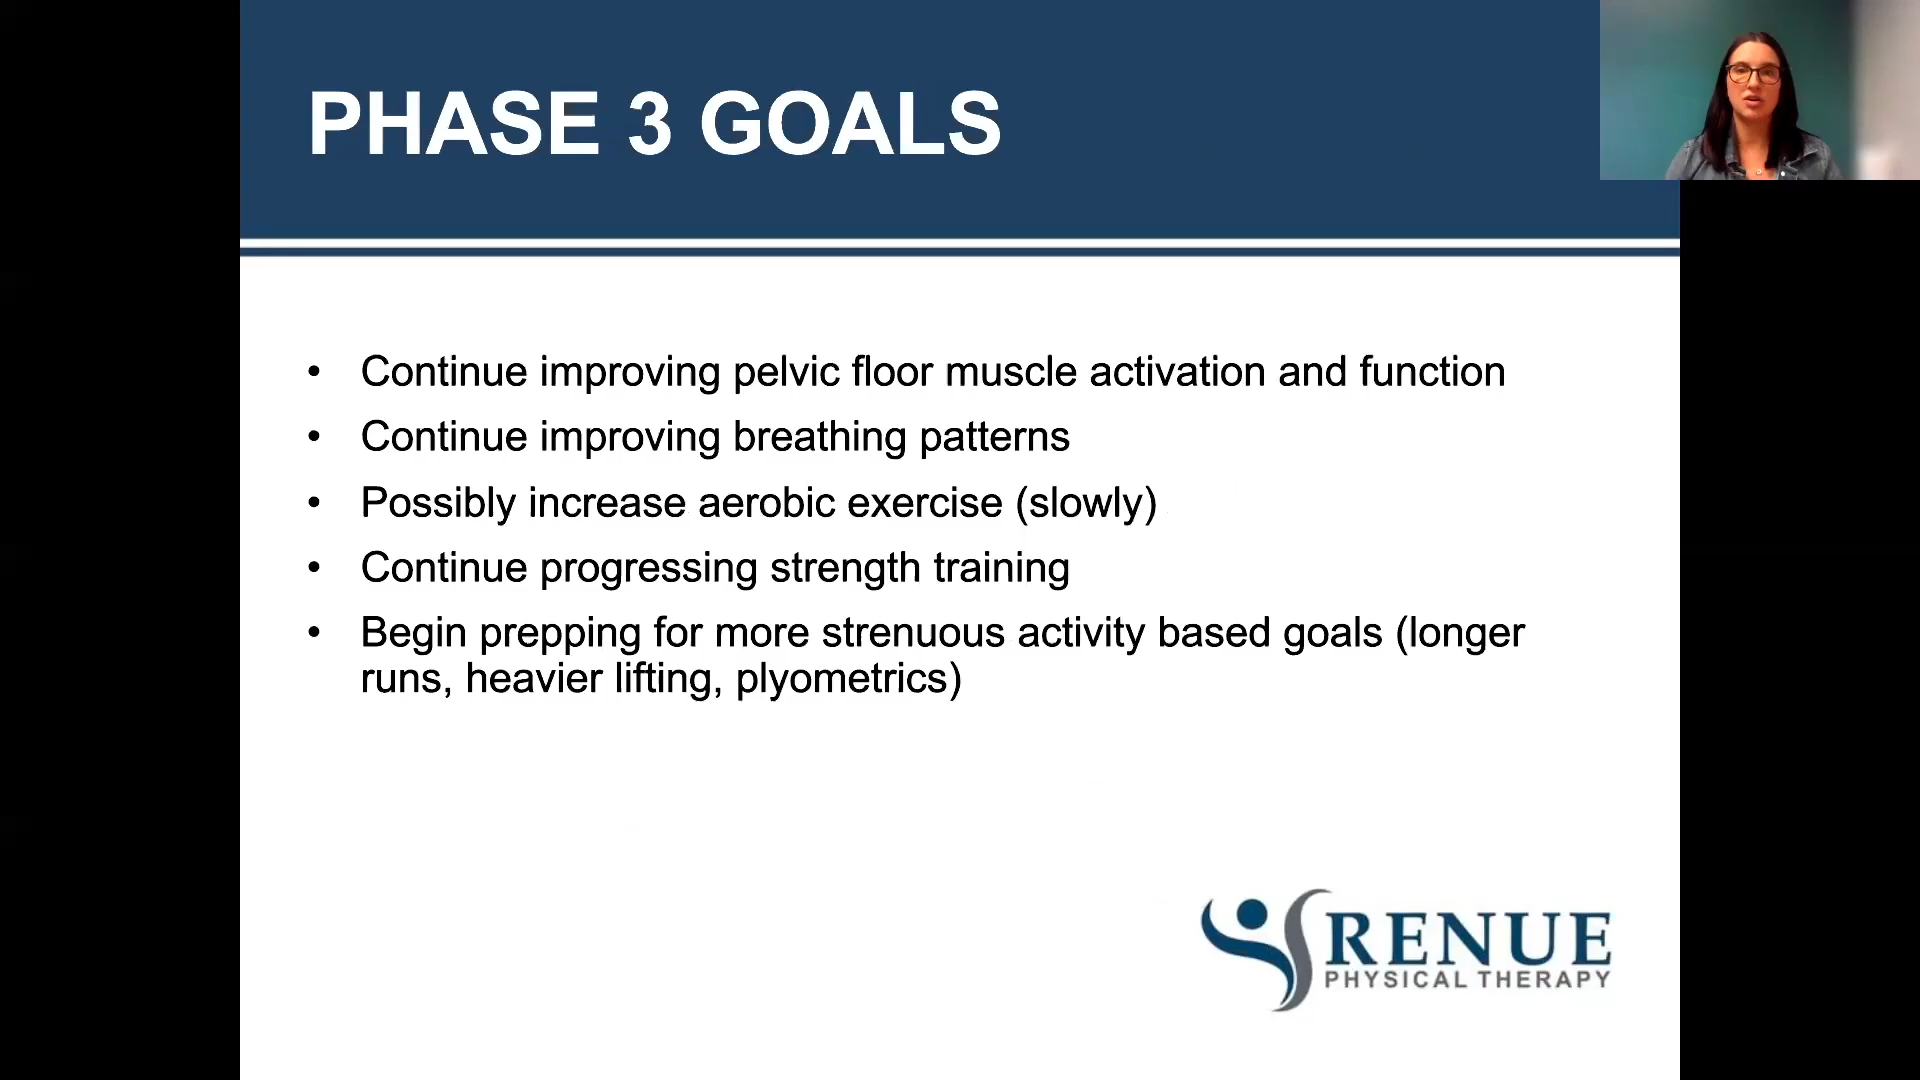 PHASE 3 GOALS
• Continue improving pelvic floor muscle activation and function
• Continue improving breathing patterns
• Possibly increase aerobic exercise (slowly)
• Continue progressing strength training
• Begin prepping for more strenuous activity based goals (longer
runs, heavier lifting, plyometrics)
RENUE
PHYSICAL THERAPY